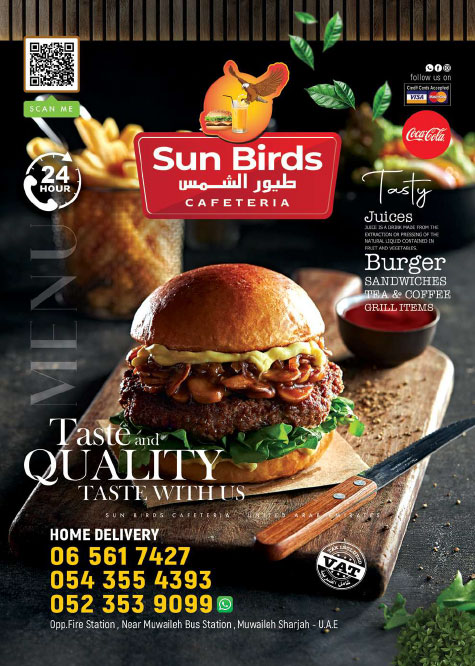 SCAN ME
follow us on
Credit Cards Accepted
VISA
MasterCard
Coca-Cola
24
HOUR
Sun Birds
طيور الشمس
CAFETERIA
MENU
Tasty
Juices
JUICE IS A DRINK MADE FROM THE
EXTRACTION OR PRESSING OF THE
NATURAL LIQUID CONTAINED IN
FRUIT AND VEGETABLES.
Burger
SANDWICHES
TEA & COFFEE
GRILL ITEMS
Taste and
QUALITY
TASTE WITH US
SUN BIRDS CAFETERIA - UNITED ARAB EMIRATES
HOME DELIVERY
06 561 7427
054 355 4393
052 353 9099
VAT
Opp.Fire Station , Near Muwaileh Bus Station , Muwaileh Sharjah - U.A.E